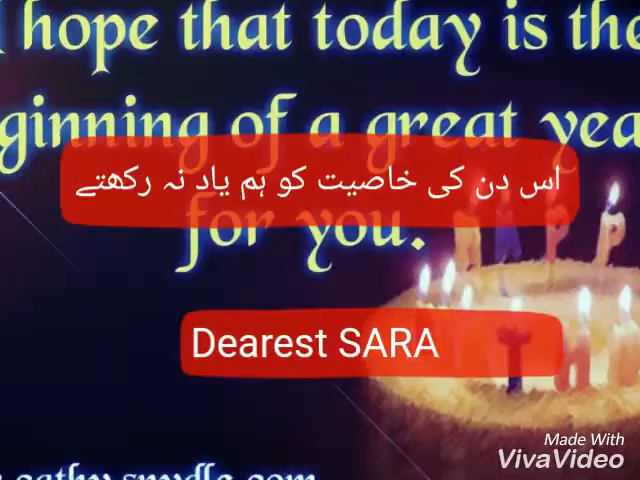 I hope that today is the
ginning of a great yea
اس دن کی خاصیت کو ہم یاد نہ رکھتے
for you.
Dearest SARA
Made With
VivaVideo